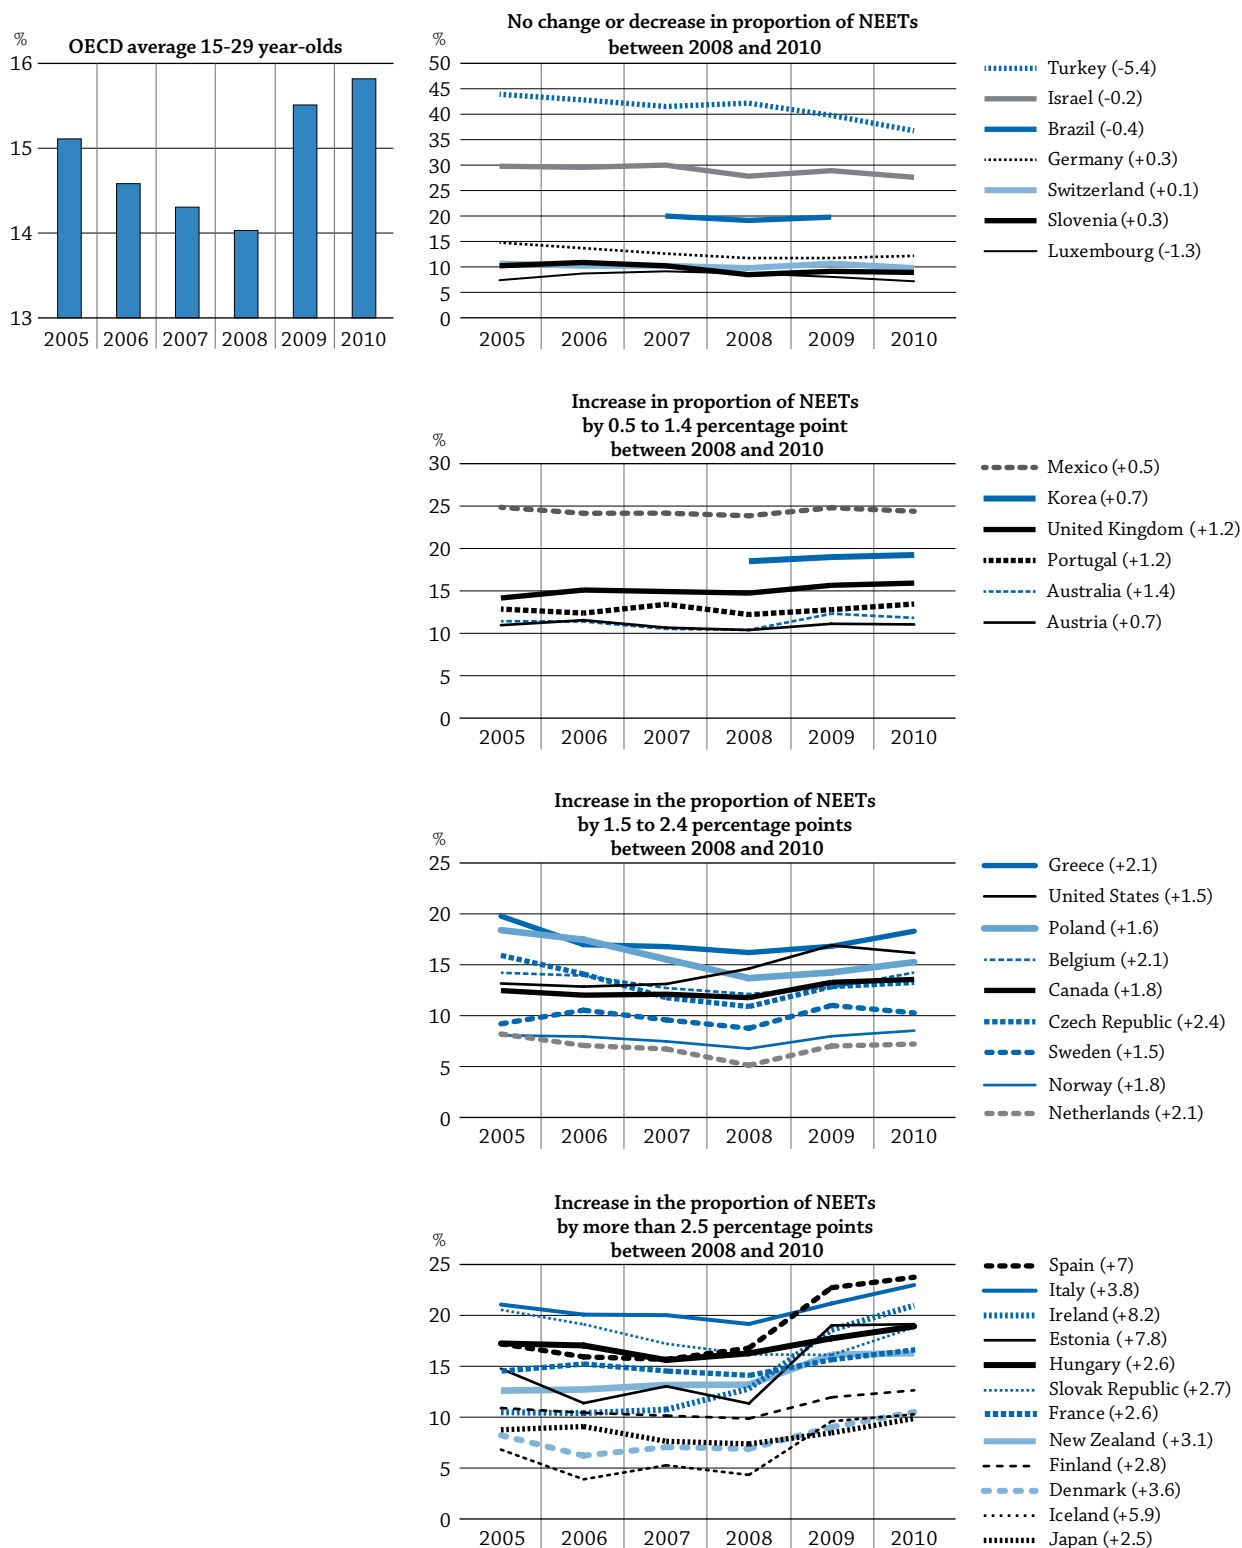 %
OECD average 15-29 year-olds
16
15
14
13
2005 2006 2007 2008 2009 2010
No change or decrease in proportion of NEETs
between 2008 and 2010
%
50
45
40
35
30
25
20
15
10
5
0
2005 2006 2007 2008 2009 2010
Turkey (-5.4)
Israel (-0.2)
Brazil (-0.4)
Germany (+0.3)
Switzerland (+0.1)
Slovenia (+0.3)
Luxembourg (-1.3)
Increase in proportion of NEETs
by 0.5 to 1.4 percentage point
between 2008 and 2010
%
30
25
20
15
10
5
0
2005 2006 2007 2008 2009 2010
Mexico (+0.5)
Korea (+0.7)
United Kingdom (+1.2)
Portugal (+1.2)
Australia (+1.4)
Austria (+0.7)
Increase in the proportion of NEETs
by 1.5 to 2.4 percentage points
between 2008 and 2010
%
25
20
15
10
5
0
2005 2006 2007 2008 2009 2010
Greece (+2.1)
United States (+1.5)
Poland (+1.6)
Belgium (+2.1)
Canada (+1.8)
Czech Republic (+2.4)
Sweden (+1.5)
Norway (+1.8)
Netherlands (+2.1)
Increase in the proportion of NEETs
by more than 2.5 percentage points
between 2008 and 2010
%
25
20
15
10
5
0
2005 2006 2007 2008 2009 2010
Spain (+7)
Italy (+3.8)
Ireland (+8.2)
Estonia (+7.8)
Hungary (+2.6)
Slovak Republic (+2.7)
France (+2.6)
New Zealand (+3.1)
Finland (+2.8)
Denmark (+3.6)
Iceland (+5.9)
Japan (+2.5)